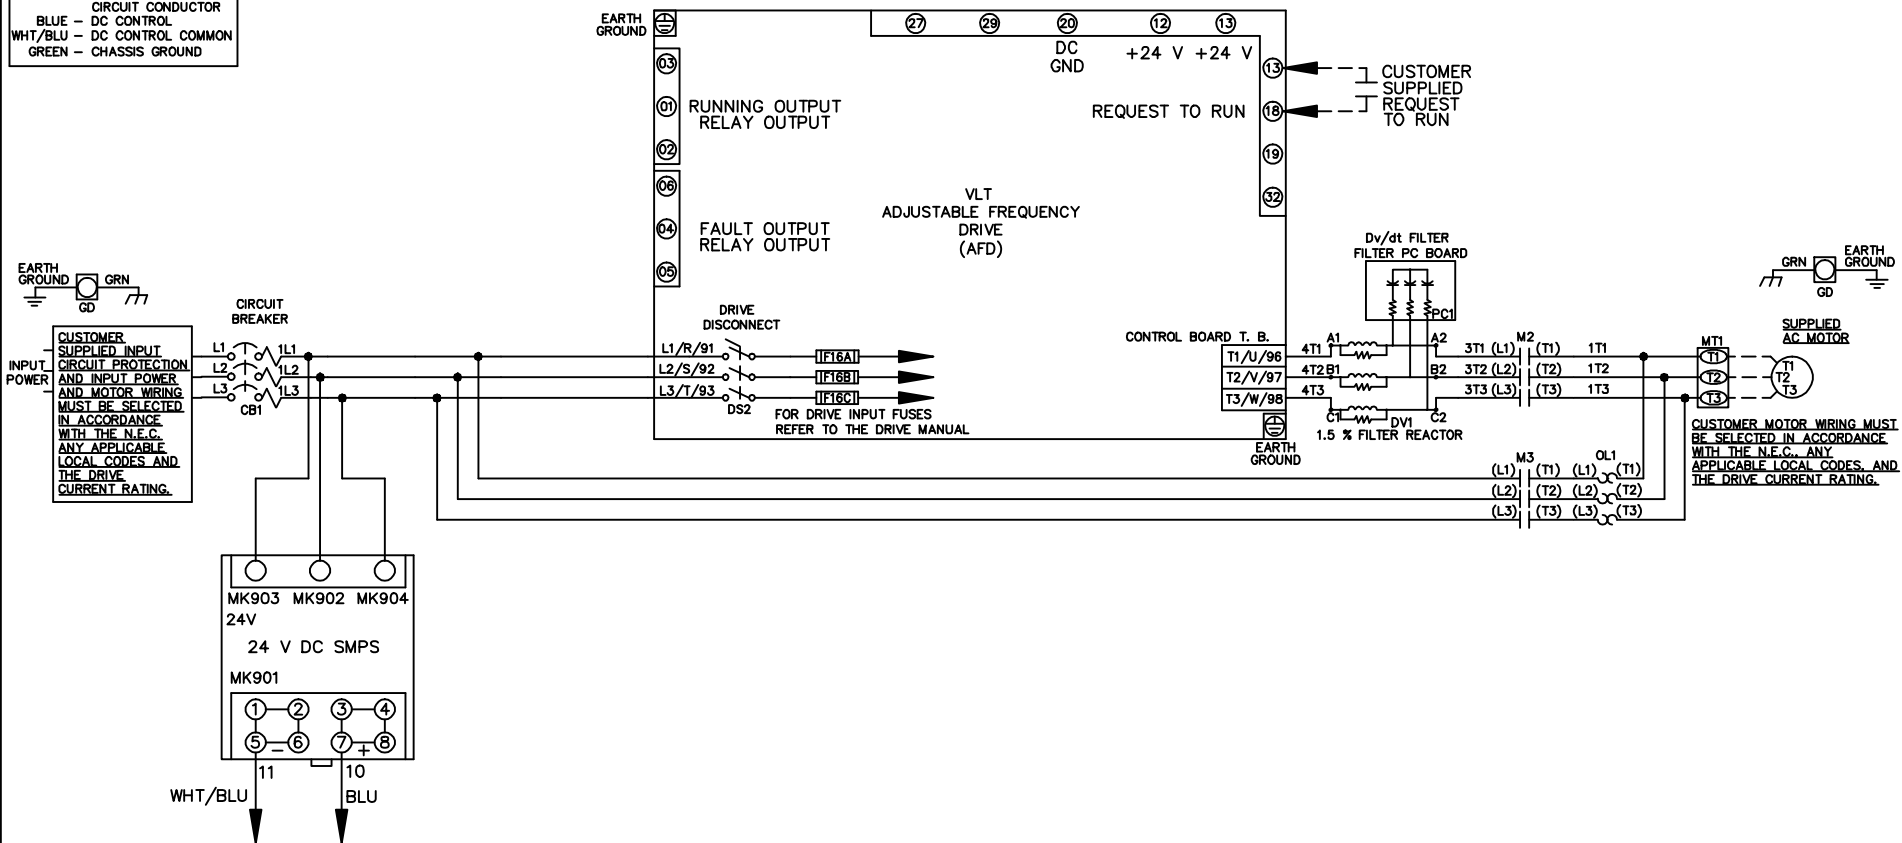 CIRCUIT CONDUCTOR
BLUE – DC CONTROL
WHT/BLU – DC CONTROL COMMON
GREEN – CHASSIS GROUND
EARTH
GROUND
27 29 20 12 13
DC
GND
+24 V +24 V
03
01
02
RUNNING OUTPUT
RELAY OUTPUT
06
04
05
FAULT OUTPUT
RELAY OUTPUT
VLT
ADJUSTABLE FREQUENCY
DRIVE
(AFD)
REQUEST TO RUN
13
18
19
32
CUSTOMER
SUPPLIED
REQUEST
TO RUN
EARTH
GROUND
GRN
GD
INPUT
POWER
CUSTOMER
SUPPLIED INPUT
CIRCUIT PROTECTION
AND INPUT POWER
AND MOTOR WIRING
MUST BE SELECTED
IN ACCORDANCE
WITH THE N.E.C.
ANY APPLICABLE
LOCAL CODES AND
THE DRIVE
CURRENT RATING.
CIRCUIT
BREAKER
L1 1L1
L2 1L2
L3 1L3
CB1
DRIVE
DISCONNECT
L1/R/91 F16A
L2/S/92 F16B
L3/T/93 F16C
DS2
FOR DRIVE INPUT FUSES
REFER TO THE DRIVE MANUAL
CONTROL BOARD T. B.
T1/U/96 4T1
T2/V/97 4T2
T3/W/98 4T3
EARTH
GROUND
Dv/dt FILTER
FILTER PC BOARD
PC1
A1 A2
B1 B2
C1 C2
DV1
1.5 % FILTER REACTOR
M2
3T1 (L1) (T1) 1T1
3T2 (L2) (T2) 1T2
3T3 (L3) (T3) 1T3
MT1
T1
T2
T3
GRN
EARTH
GROUND
GD
SUPPLIED
AC MOTOR
T1
T2
T3
CUSTOMER MOTOR WIRING MUST
BE SELECTED IN ACCORDANCE
WITH THE N.E.C., ANY
APPLICABLE LOCAL CODES, AND
THE DRIVE CURRENT RATING.
M3 OL1
(L1) (T1) (L1) (T1)
(L2) (T2) (L2) (T2)
(L3) (T3) (L3) (T3)
MK903 MK902 MK904
24V
24 V DC SMPS
MK901
1 2 3 4
5 – 6 7 + 8
11 10
WHT/BLU BLU